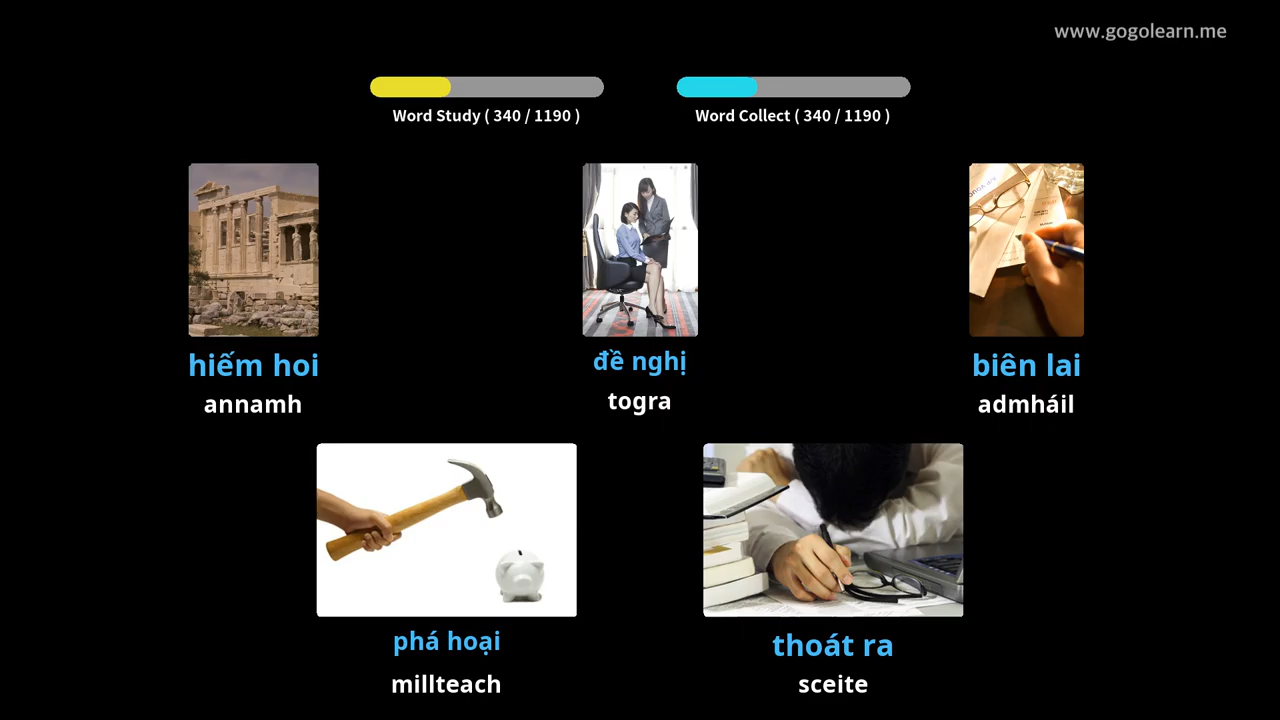 www.gogolearn.me
Word Study ( 340 / 1190 )
Word Collect ( 340 / 1190 )
hiếm hoi
annamh
đề nghị
togra
biên lai
admháil
phá hoại
millteach
thoát ra
sceite